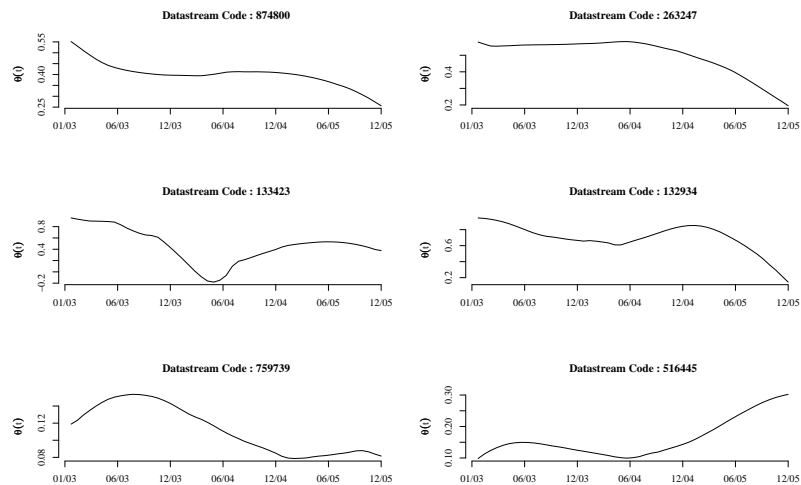 Datastream Code : 874800
θ(t)
0.55
0.40
0.25
01/03 06/03 12/03 06/04 12/04 06/05 12/05
Datastream Code : 263247
θ(t)
0.4
0.2
01/03 06/03 12/03 06/04 12/04 06/05 12/05
Datastream Code : 133423
θ(t)
0.8
0.4
−0.2
01/03 06/03 12/03 06/04 12/04 06/05 12/05
Datastream Code : 132934
θ(t)
0.6
0.2
01/03 06/03 12/03 06/04 12/04 06/05 12/05
Datastream Code : 759739
θ(t)
0.12
0.08
01/03 06/03 12/03 06/04 12/04 06/05 12/05
Datastream Code : 516445
θ(t)
0.30
0.20
0.10
01/03 06/03 12/03 06/04 12/04 06/05 12/05